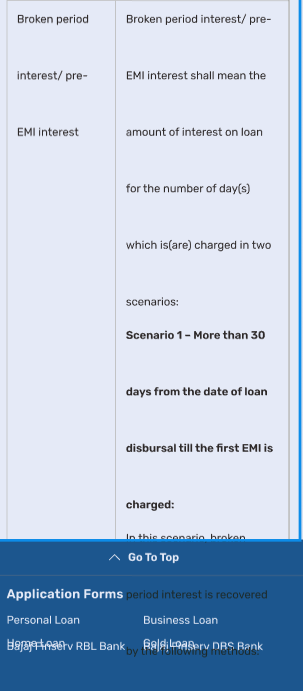 Broken period
interest/ pre-
EMI interest
Broken period interest/ pre-
EMI interest shall mean the
amount of interest on loan
for the number of day(s)
which is(are) charged in two
scenarios:
Scenario 1 – More than 30
days from the date of loan
disbursal till the first EMI is
charged:
In this scenario, broken
period interest is recovered
by the following methods:
Go To Top
Application Forms
Personal Loan
Business Loan
Home Loan
Gold Loan
Bajaj Finserv RBL Bank
Bajaj Finserv DBS Bank